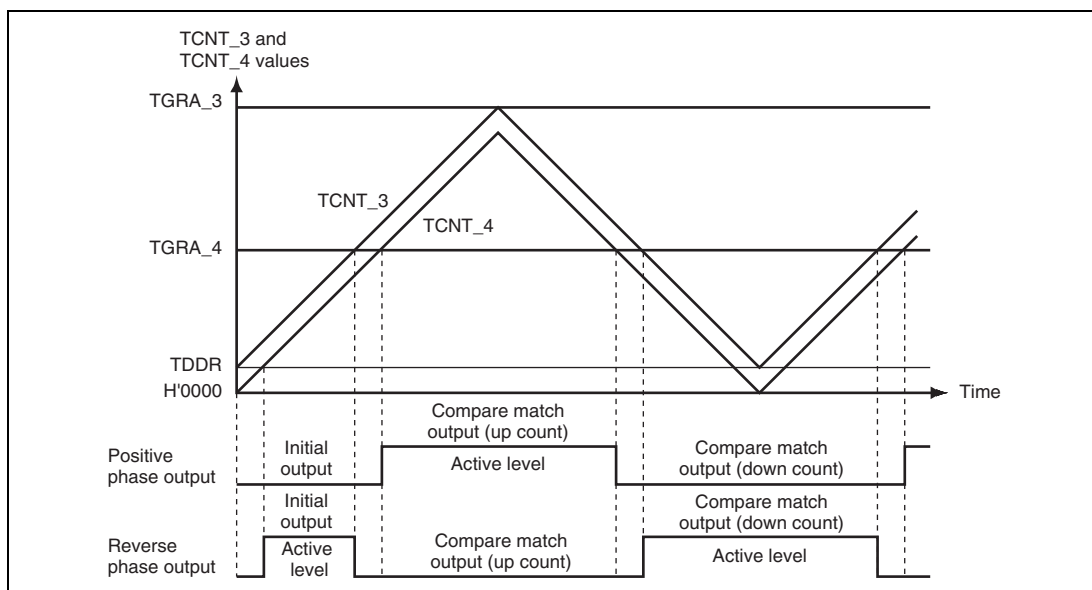 TCNT_3 and
TCNT_4 values
TGRA_3
TCNT_3
TCNT_4
TGRA_4
TDDR
H'0000
Time
Positive
phase output
Initial
output
Compare match
output (up count)
Active level
Compare match
output (down count)
Reverse
phase output
Initial
output
Active
level
Compare match
output (up count)
Compare match
output (down count)
Active level